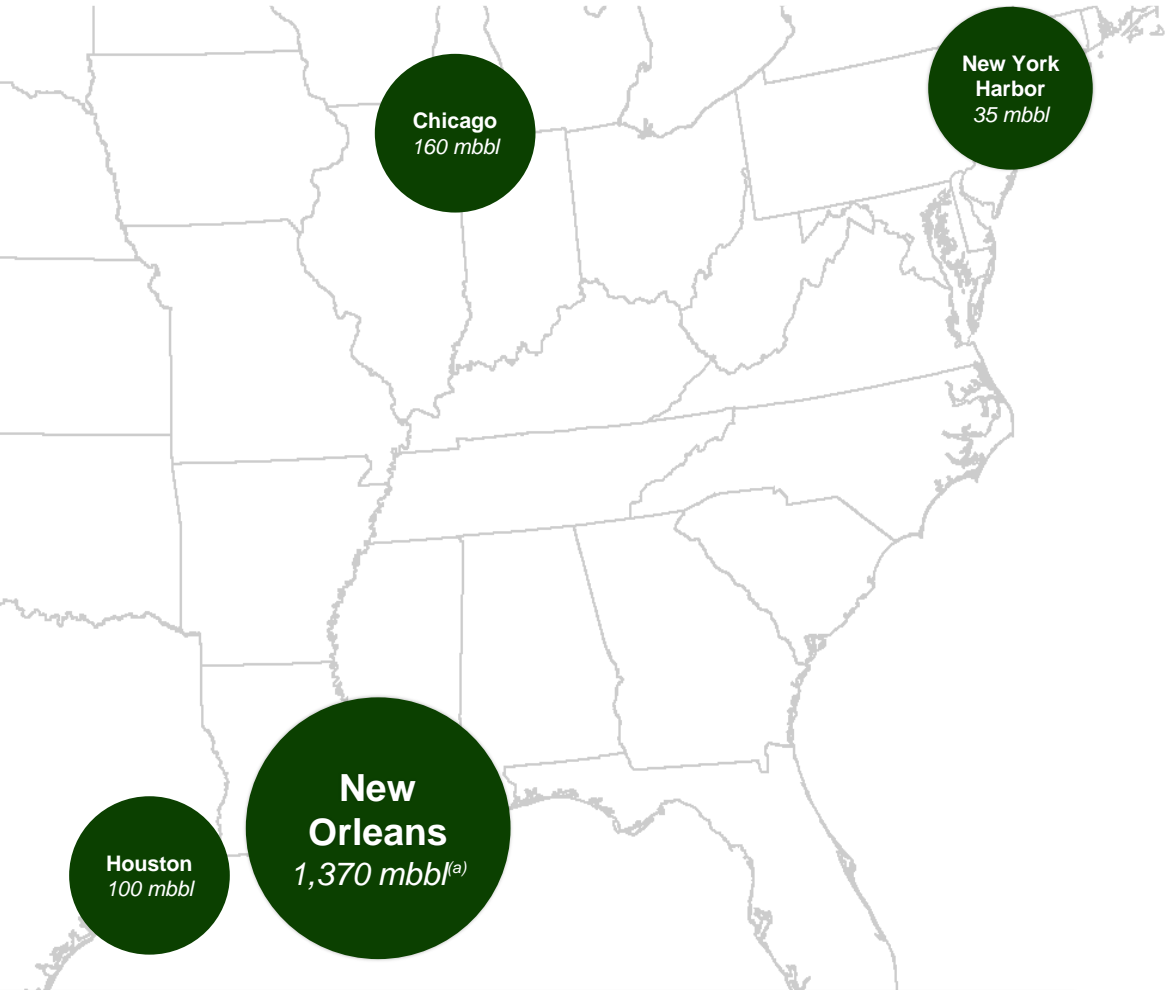 New York
Harbor
35 mbbl
Chicago
160 mbbl
New
Orleans
1,370 mbbl(a)
Houston
100 mbbl